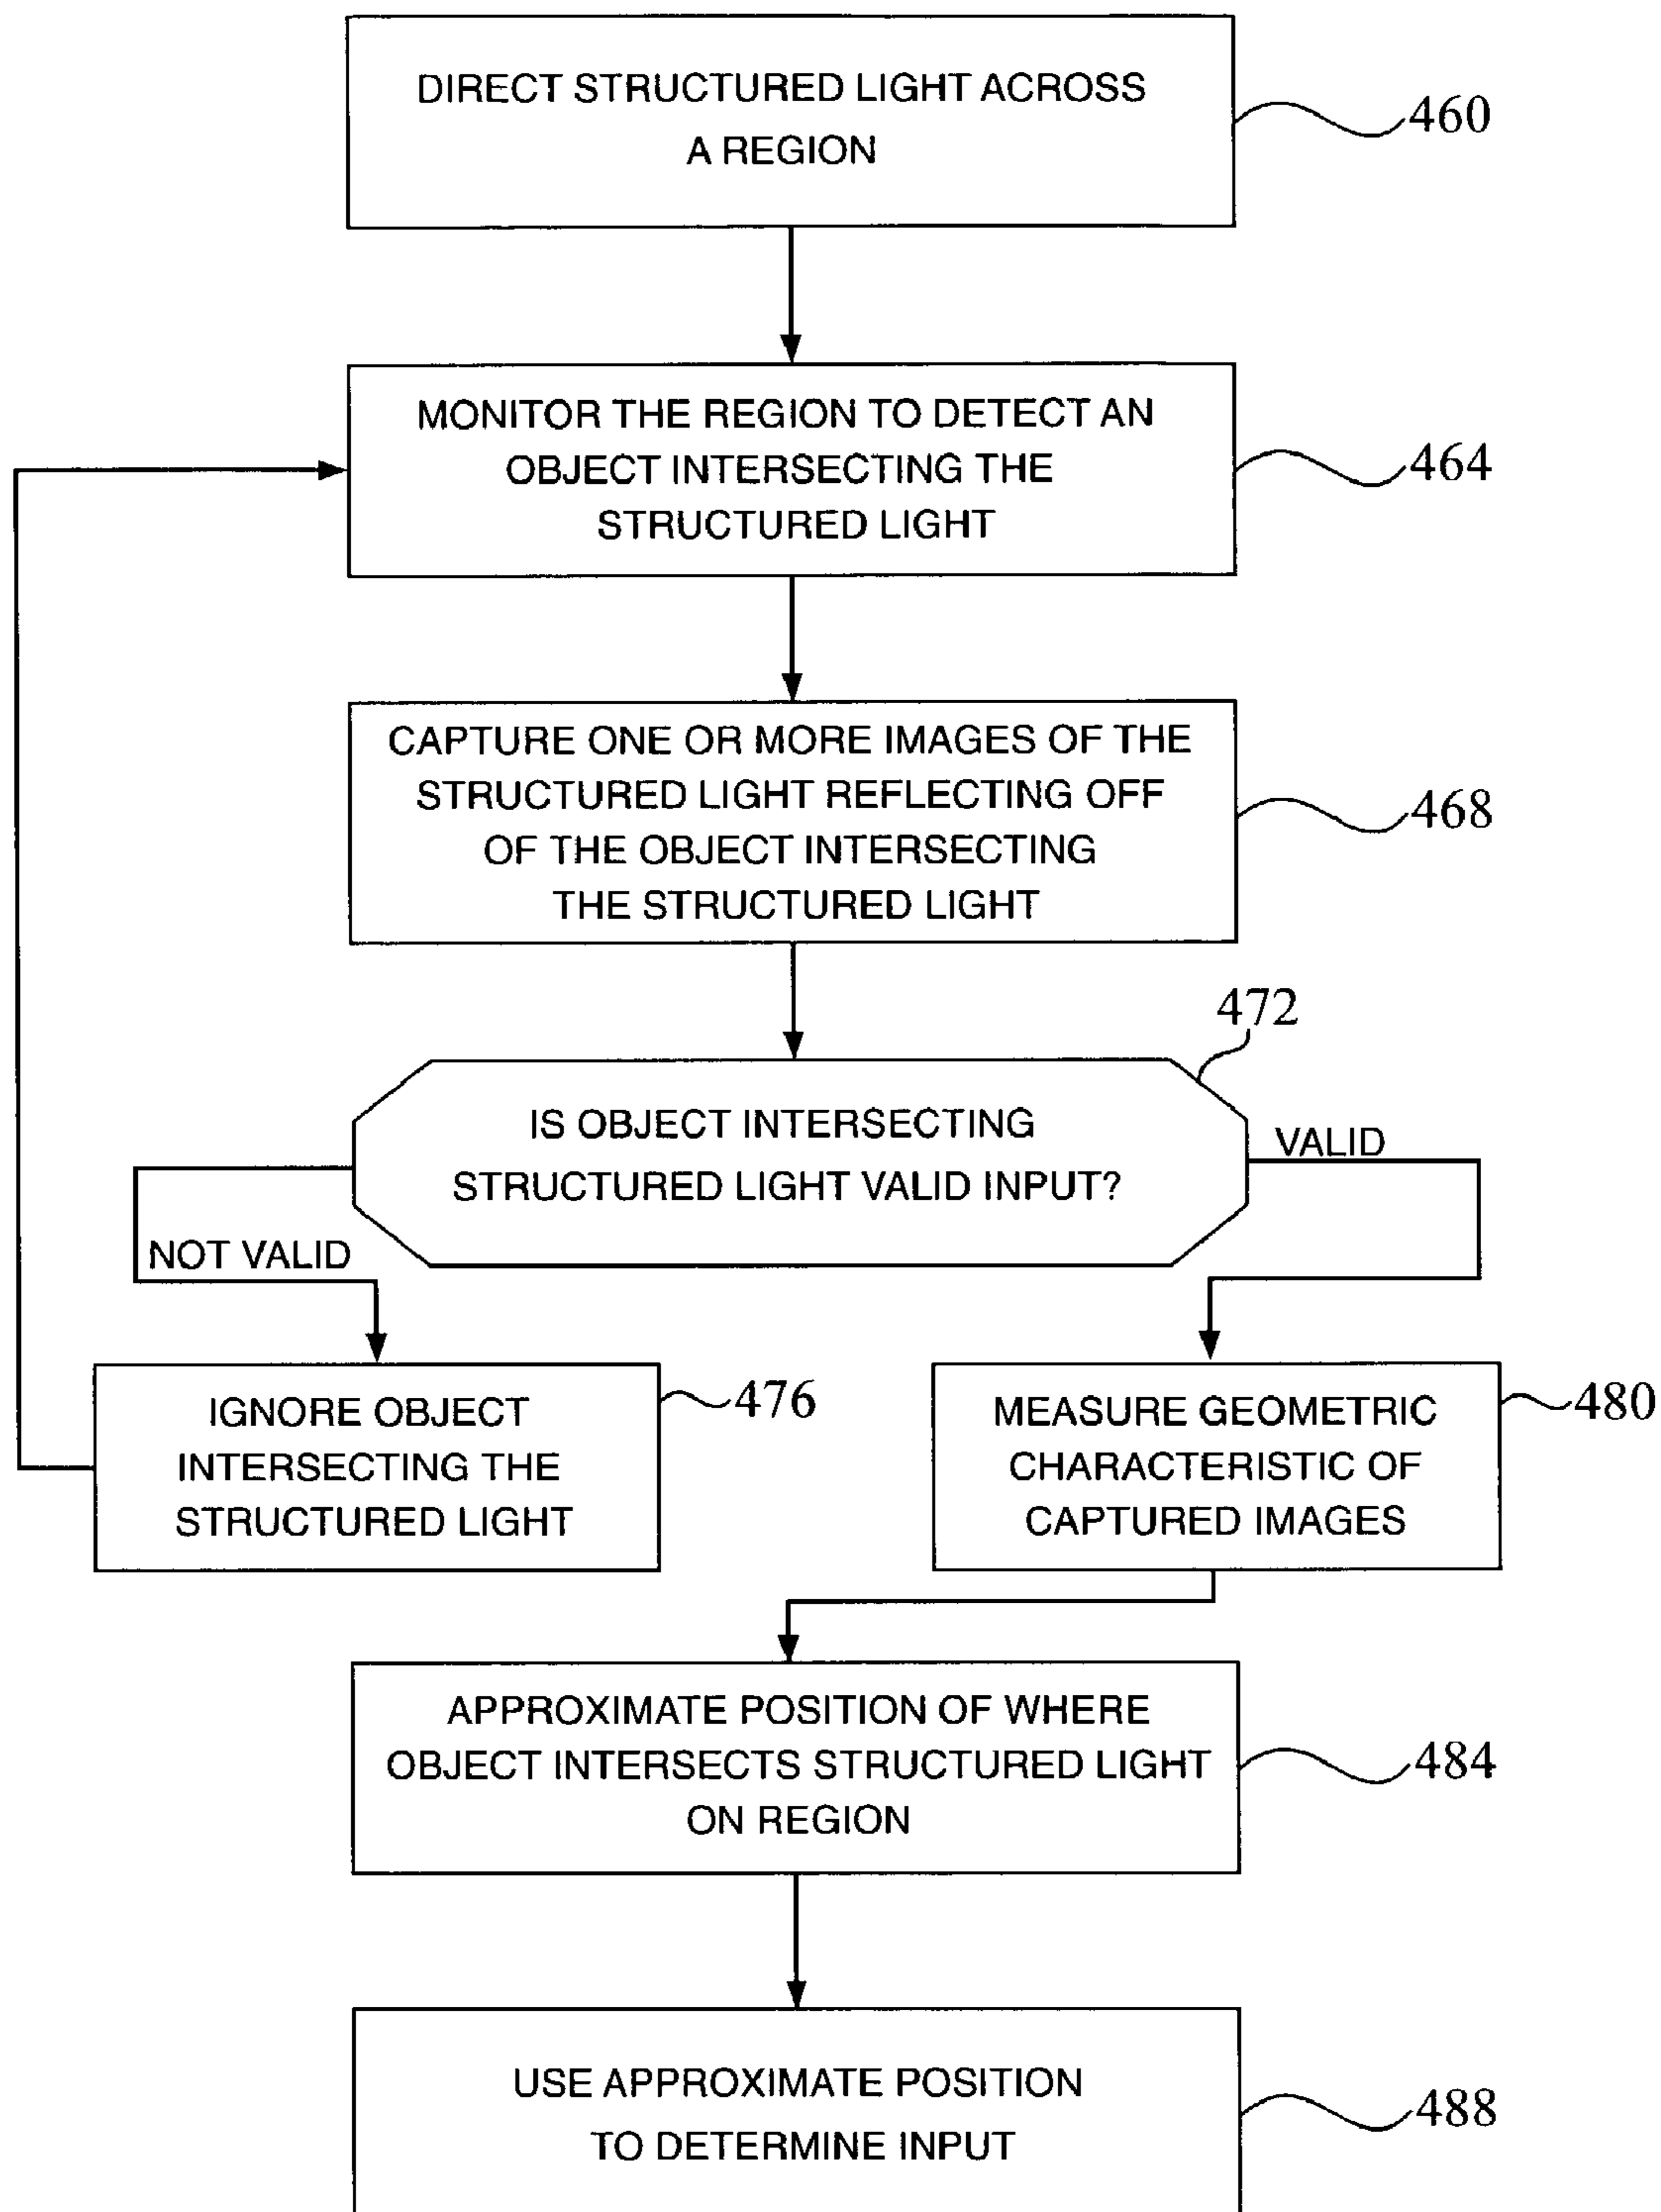 DIRECT STRUCTURED LIGHT ACROSS
A REGION
460
MONITOR THE REGION TO DETECT AN
OBJECT INTERSECTING THE
STRUCTURED LIGHT
464
CAPTURE ONE OR MORE IMAGES OF THE
STRUCTURED LIGHT REFLECTING OFF
OF THE OBJECT INTERSECTING
THE STRUCTURED LIGHT
468
472
IS OBJECT INTERSECTING
STRUCTURED LIGHT VALID INPUT?
VALID
NOT VALID
IGNORE OBJECT
INTERSECTING THE
STRUCTURED LIGHT
476
MEASURE GEOMETRIC
CHARACTERISTIC OF
CAPTURED IMAGES
480
APPROXIMATE POSITION OF WHERE
OBJECT INTERSECTS STRUCTURED LIGHT
ON REGION
484
USE APPROXIMATE POSITION
TO DETERMINE INPUT
488